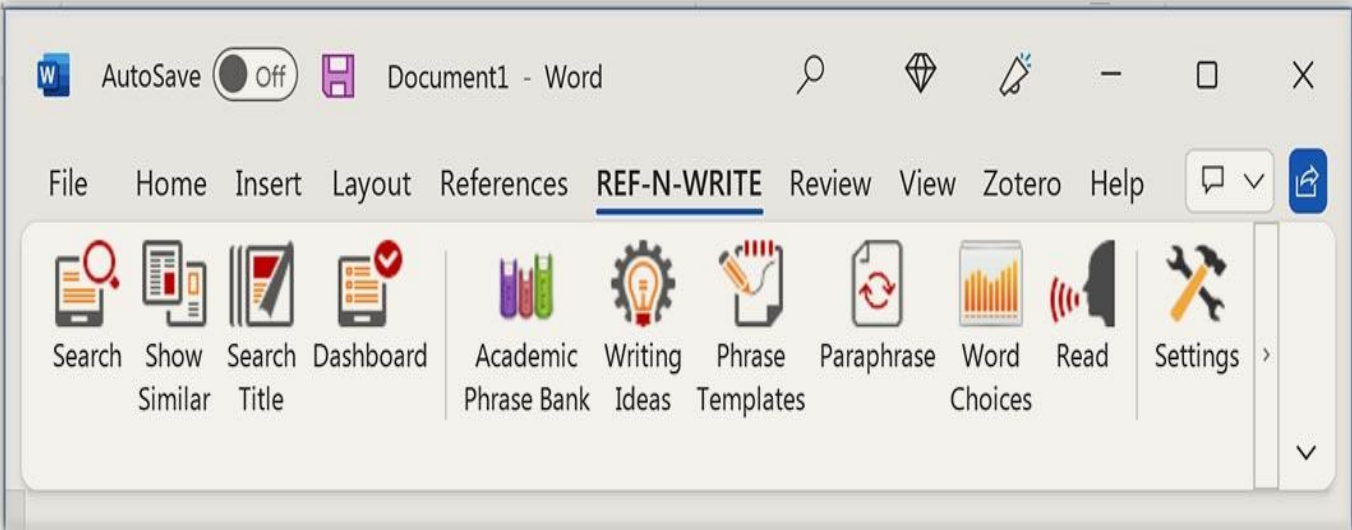 W AutoSave Off Document1 - Word
File Home Insert Layout References REF-N-WRITE Review View Zotero Help
Search Show Search Dashboard Academic Writing Phrase Paraphrase Word Read Settings
Similar Title Phrase Bank Ideas Templates Choices